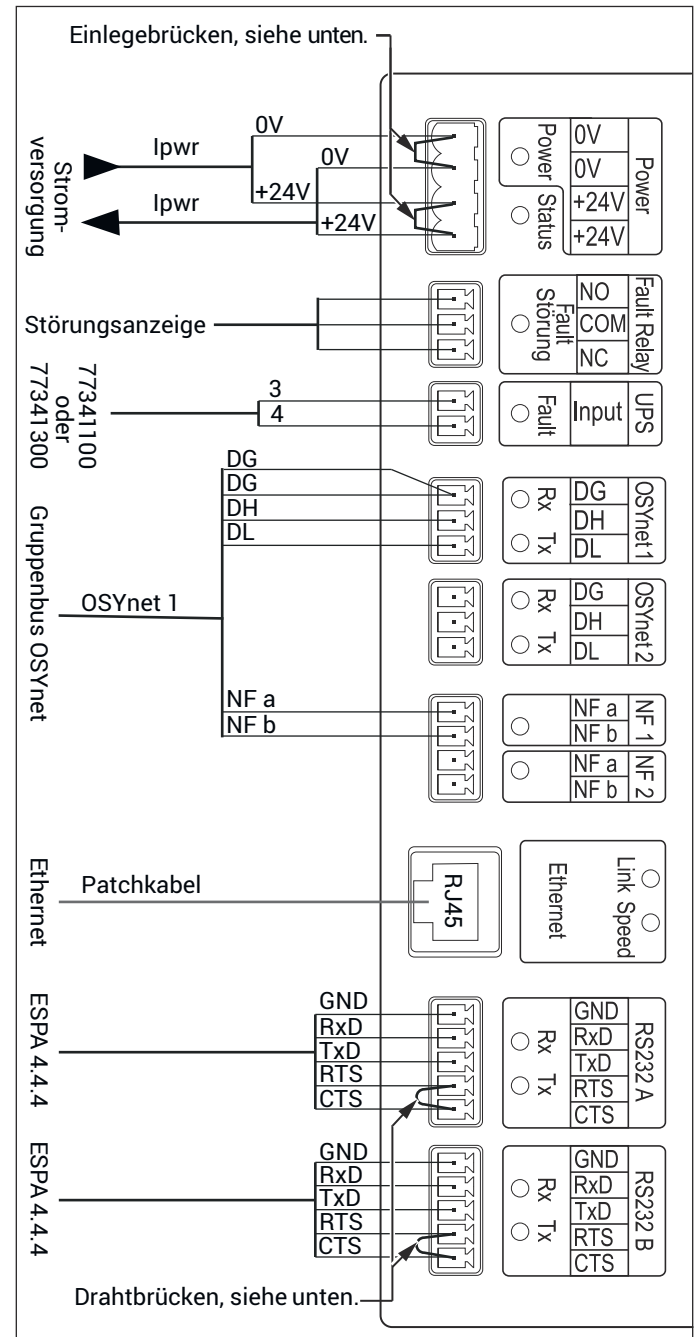 Einlegebrücken, siehe unten.
Strom-
versorgung
Ipwr
Ipwr
0V
0V
+24V
+24V
Power
Status
0V
0V
+24V
+24V
Power
Störungsanzeige
Fault
Störung
NO
COM
NC
Fault Relay
77341100
oder
77341300
3
4
Fault
Input
UPS
Gruppenbus OSYnet
OSYnet 1
DG
DG
DH
DL
NF a
NF b
Rx Tx
DG
DH
DL
OSYnet 1
Rx Tx
DG
DH
DL
OSYnet 2
NF a
NF b
NF 1
NF a
NF b
NF 2
Ethernet
Patchkabel
RJ45
Ethernet
Link Speed
ESPA 4.4.4
GND
RxD
TxD
RTS
CTS
Rx Tx
GND
RxD
TxD
RTS
CTS
RS232 A
ESPA 4.4.4
GND
RxD
TxD
RTS
CTS
Rx Tx
GND
RxD
TxD
RTS
CTS
RS232 B
Drahtbrücken, siehe unten.